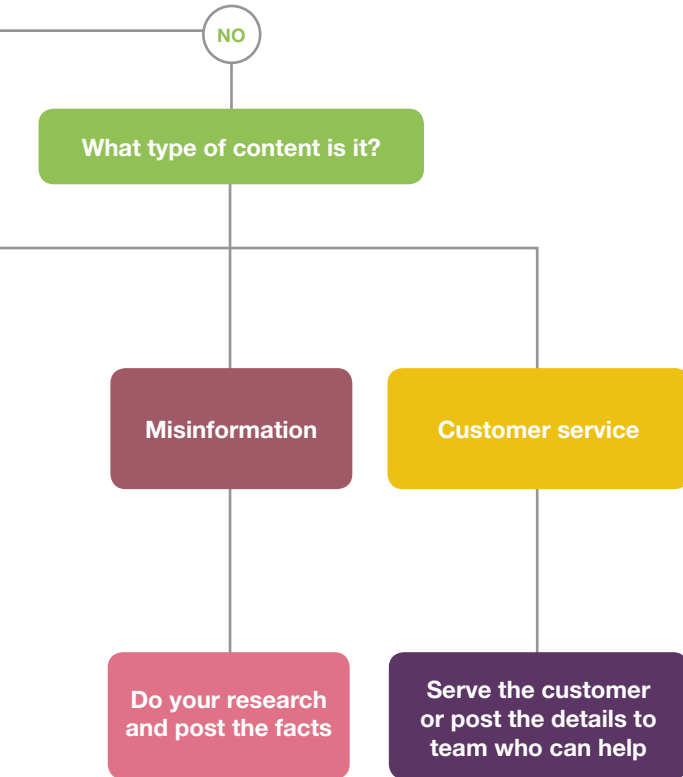 NO
What type of content is it?
Misinformation
Customer service
Do your research
and post the facts
Serve the customer
or post the details to
team who can help